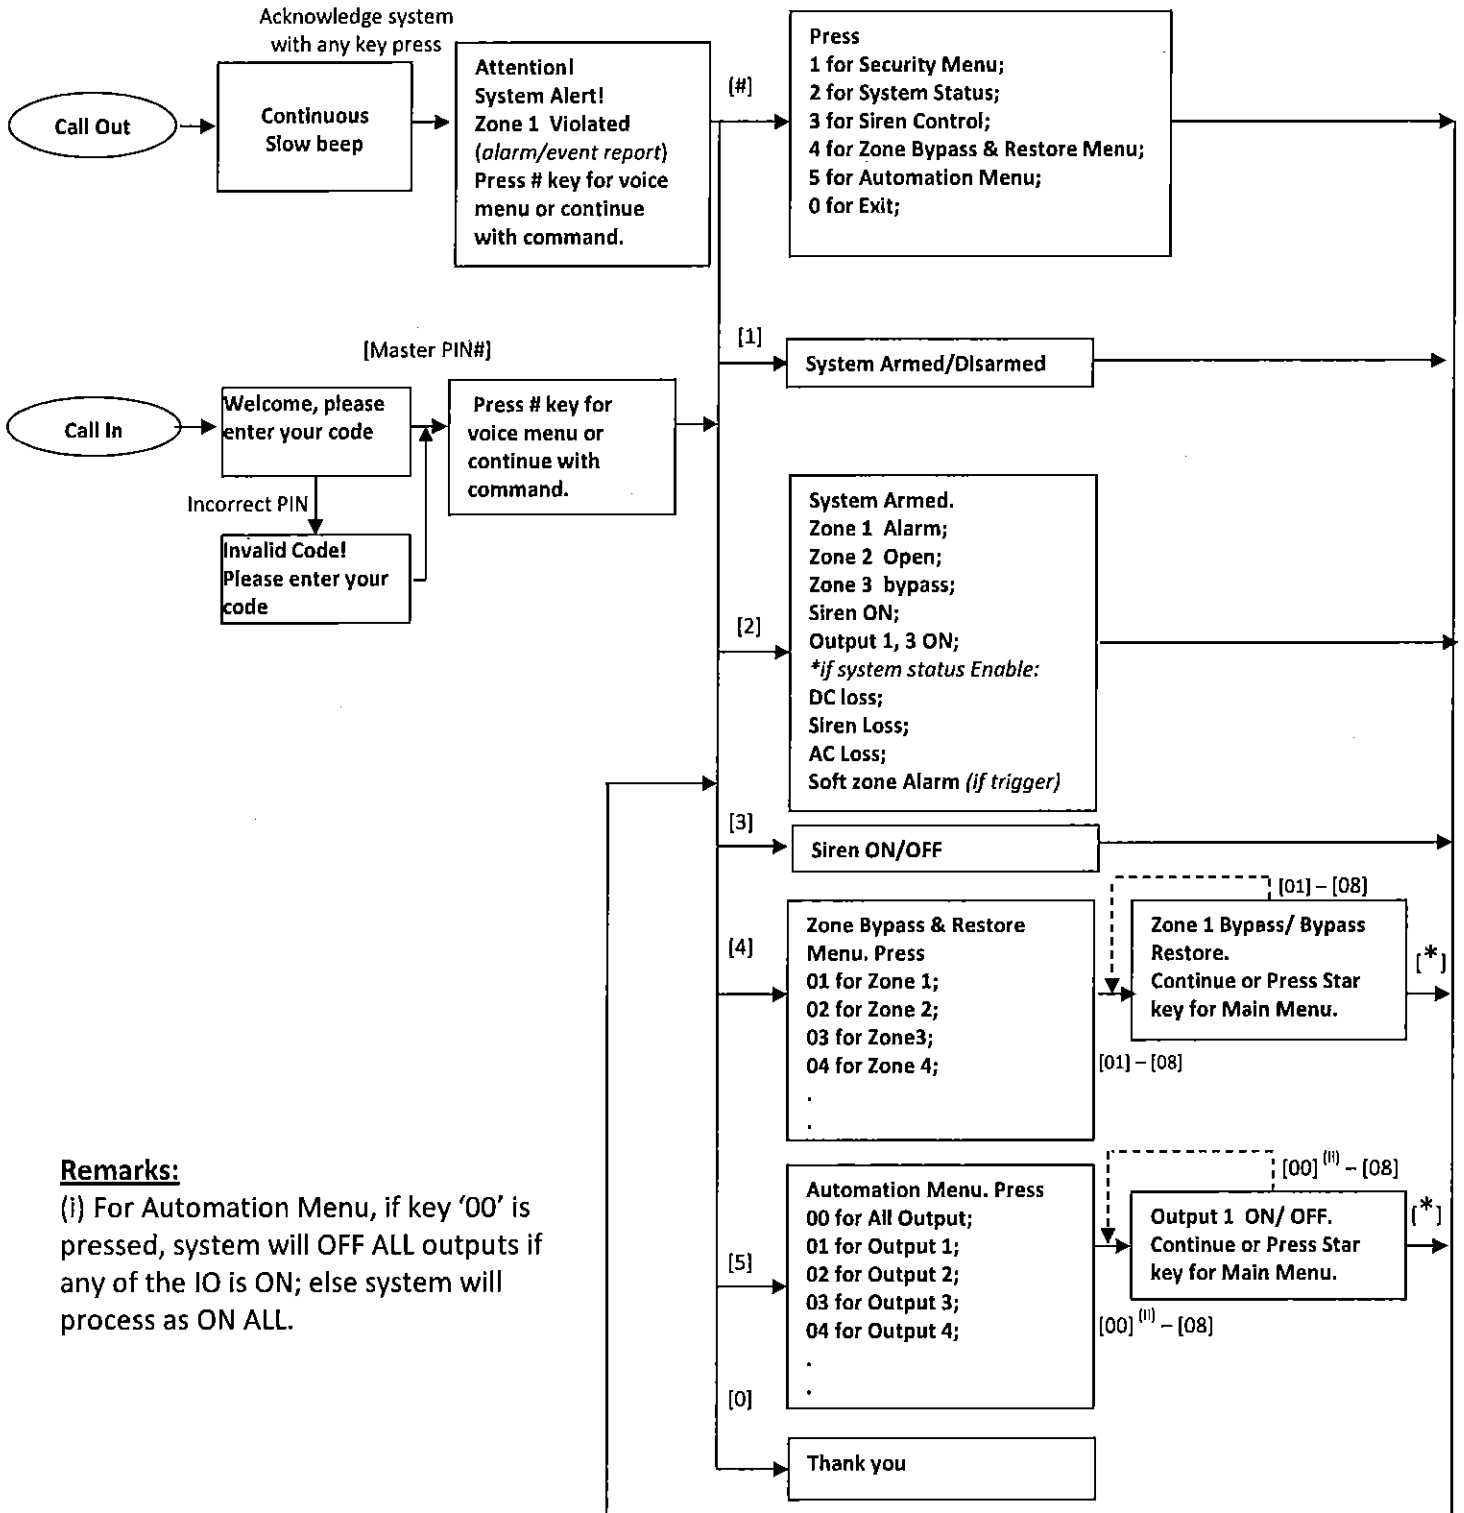 Acknowledge system
with any key press
Call Out
Continuous
Slow beep
Attention!
System Alert!
Zone 1 Violated
(alarm/event report)
Press # key for voice
menu or continue
with command.
[#]
Press
1 for Security Menu;
2 for System Status;
3 for Siren Control;
4 for Zone Bypass & Restore Menu;
5 for Automation Menu;
0 for Exit;
[Master PIN#]
Call In
Welcome, please
enter your code
Incorrect PIN
Invalid Code!
Please enter your
code
Press # key for
voice menu or
continue with
command.
[1]
System Armed/Disarmed
[2]
System Armed.
Zone 1 Alarm;
Zone 2 Open;
Zone 3 bypass;
Siren ON;
Output 1, 3 ON;
*if system status Enable:
DC loss;
Siren Loss;
AC Loss;
Soft zone Alarm (if trigger)
[3]
Siren ON/OFF
[4]
Zone Bypass & Restore
Menu. Press
01 for Zone 1;
02 for Zone 2;
03 for Zone3;
04 for Zone 4;
.
.
[01] – [08]
[01] – [08]
Zone 1 Bypass/ Bypass
Restore.
Continue or Press Star
key for Main Menu.
[*]
[5]
Automation Menu. Press
00 for All Output;
01 for Output 1;
02 for Output 2;
03 for Output 3;
04 for Output 4;
.
.
[00] (ii) – [08]
[00] (ii) – [08]
Output 1 ON/ OFF.
Continue or Press Star
key for Main Menu.
[*]
[0]
Thank you
Remarks:
(i) For Automation Menu, if key ‘00’ is
pressed, system will OFF ALL outputs if
any of the IO is ON; else system will
process as ON ALL.